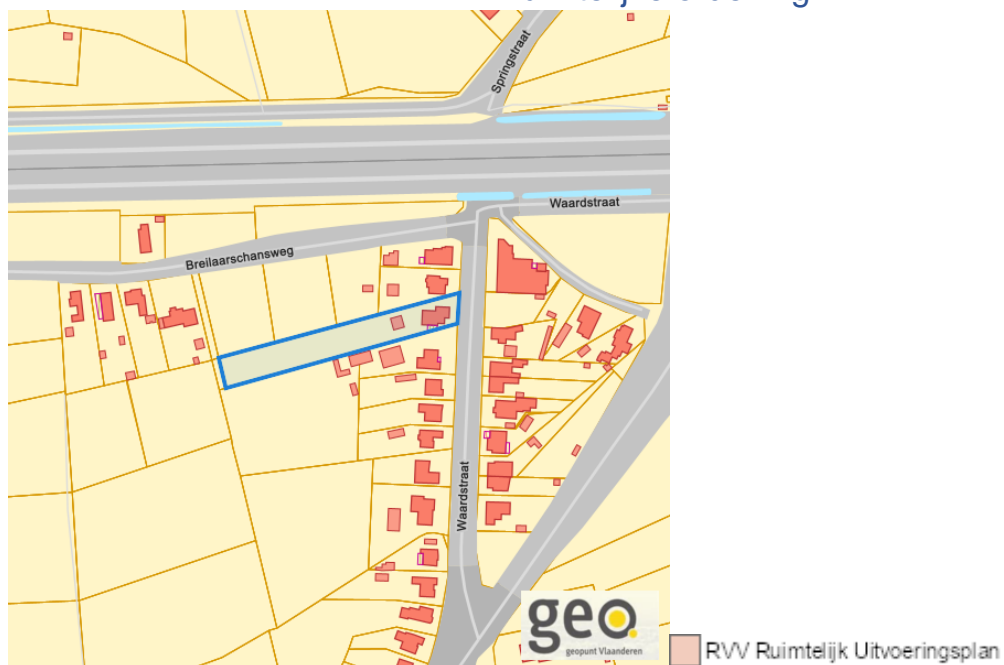 Springstraat
Waardstraat
Breilaarschansweg
Waardstraat
geo
geopunt Vlaanderen
RVV Ruimtelijk Uitvoeringsplan